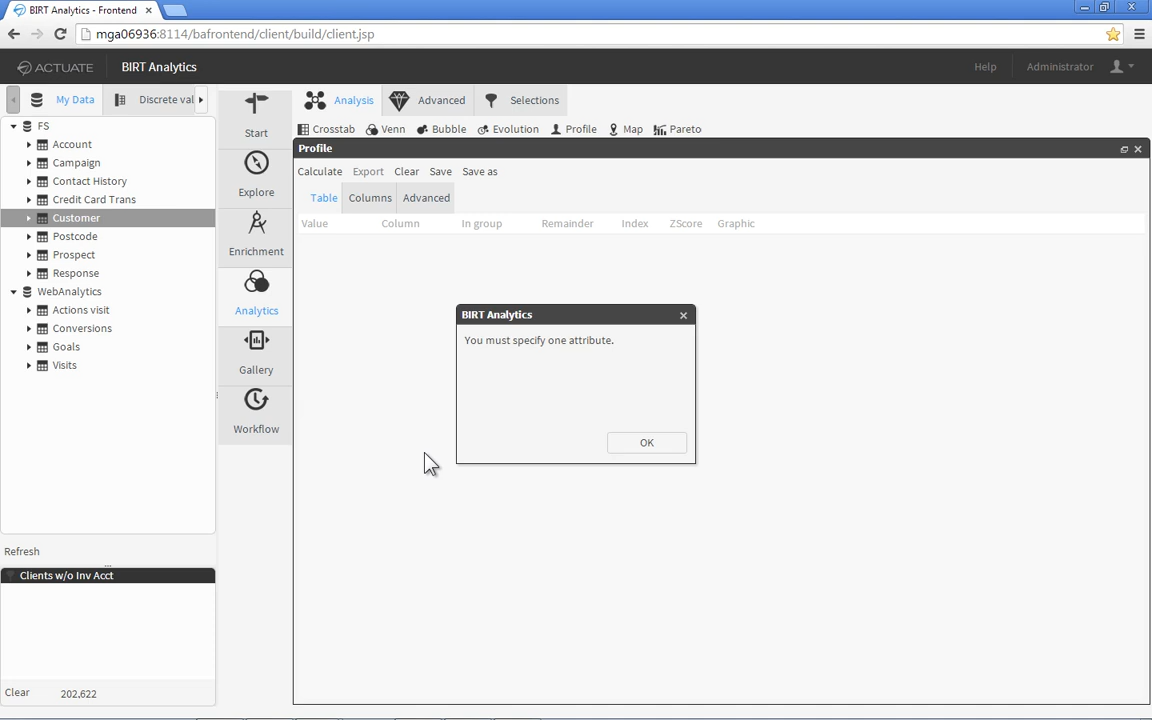 BIRT Analytics - Frontend
mga06936:8114/bafrontend/client/build/client.jsp
ACTUATE BIRT Analytics Help Administrator
My Data Discrete val
FS
Account
Campaign
Contact History
Credit Card Trans
Customer
Postcode
Prospect
Response
WebAnalytics
Actions visit
Conversions
Goals
Visits
Refresh
Clients w/o Inv Acct
Clear 202,622
Start
Explore
Enrichment
Analytics
Gallery
Workflow
Analysis Advanced Selections
Crosstab Venn Bubble Evolution Profile Map Pareto
Profile
Calculate Export Clear Save Save as
Table Columns Advanced
Value Column In group Remainder Index ZScore Graphic
BIRT Analytics
You must specify one attribute.
OK